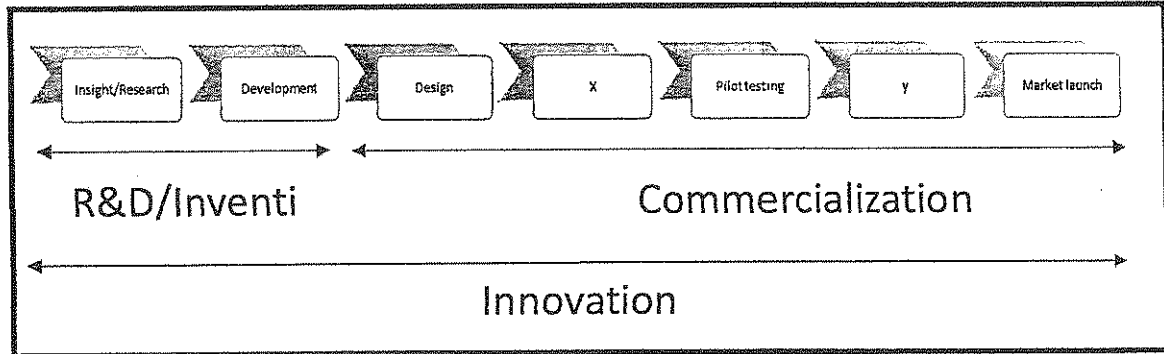 Insight/Research
Development
Design
X
Pilot testing
y
Market launch
R&D/Inventi
Commercialization
Innovation